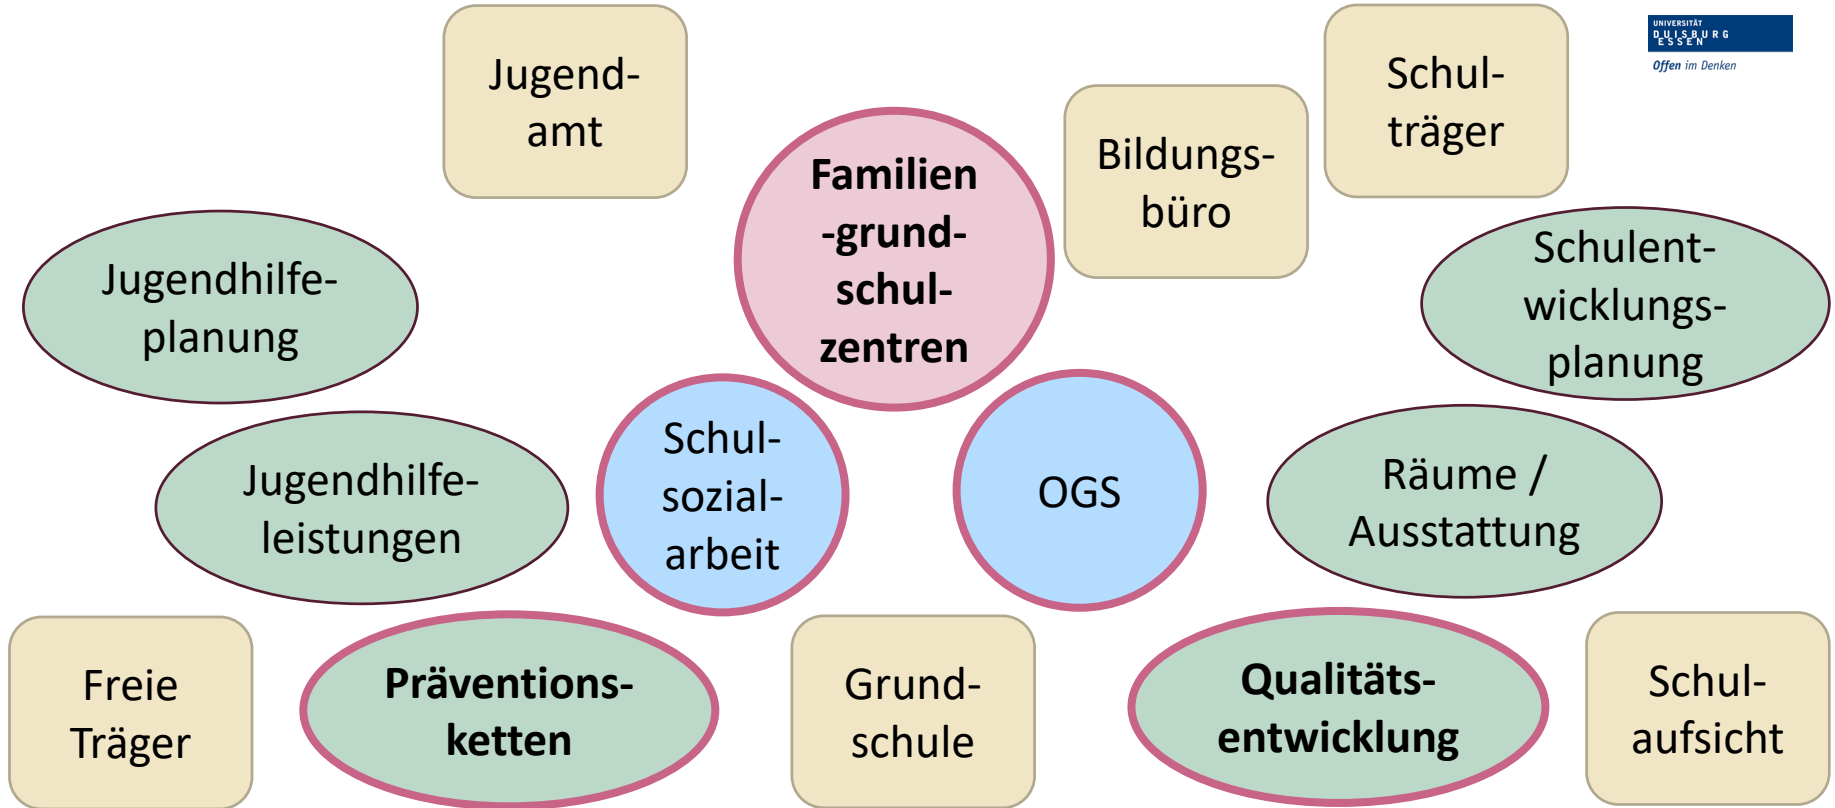 UNIVERSITÄT
DUISBURG
ESSEN
Offen im Denken
Jugend-
amt
Familien
-grund-
schul-
zentren
Bildungs-
büro
Schul-
träger
Jugendhilfe-
planung
Schulent-
wicklungs-
planung
Jugendhilfe-
leistungen
Schul-
sozial-
arbeit
OGS
Räume /
Ausstattung
Freie
Träger
Präventions-
ketten
Grund-
schule
Qualitäts-
entwicklung
Schul-
aufsicht